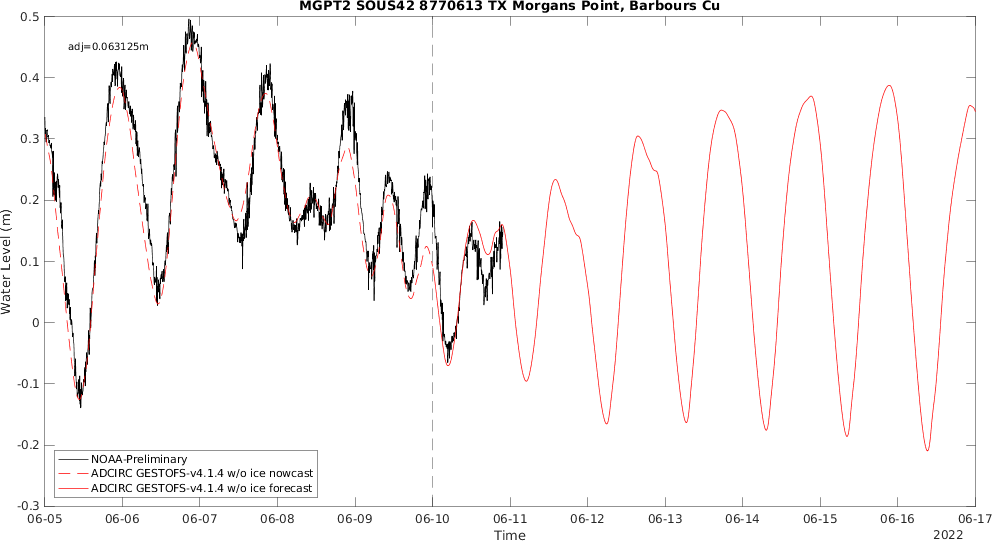 MGPT2 SOUS42 8770613 TX Morgans Point, Barbours Cu
adj=0.063125m
0.5
0.4
0.3
0.2
0.1
0
-0.1
-0.2
-0.3
Water Level (m)
NOAA-Preliminary
ADCIRC GESTOFS-v4.1.4 w/o ice nowcast
ADCIRC GESTOFS-v4.1.4 w/o ice forecast
06-05 06-06 06-07 06-08 06-09 06-10 06-11 06-12 06-13 06-14 06-15 06-16 06-17
Time
2022